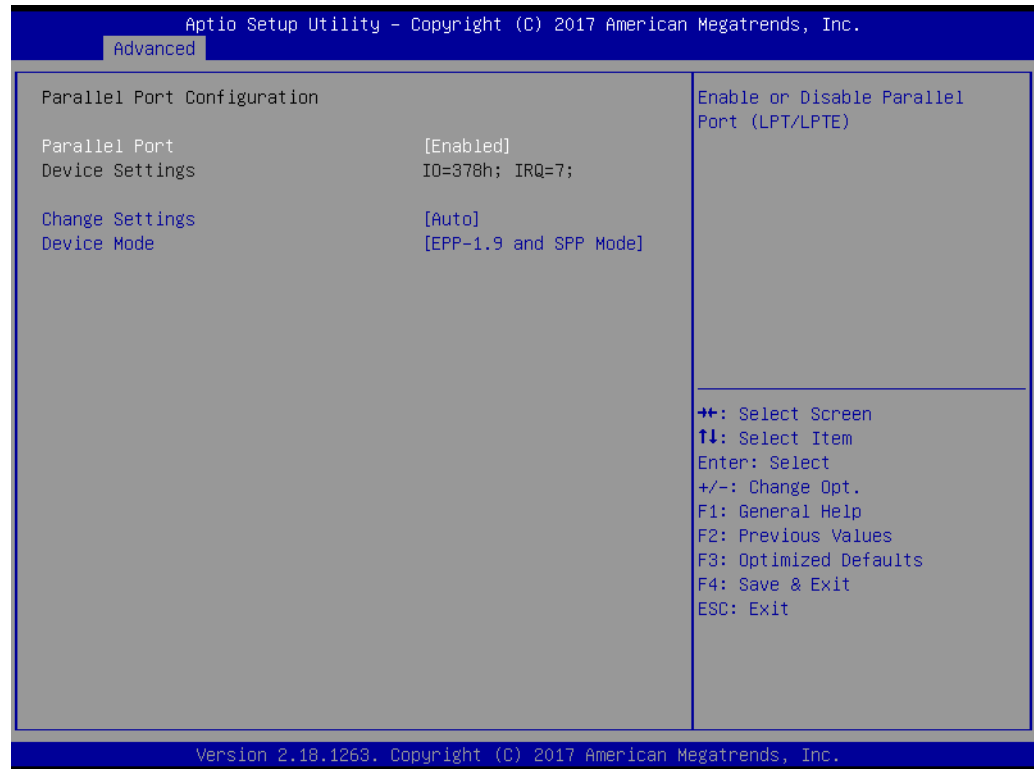 Aptio Setup Utility – Copyright (C) 2017 American Megatrends, Inc.
Advanced
Parallel Port Configuration
Parallel Port [Enabled]
Device Settings IO=378h; IRQ=7;
Change Settings [Auto]
Device Mode [EPP-1.9 and SPP Mode]
Enable or Disable Parallel
Port (LPT/LPTE)
→←: Select Screen
↑↓: Select Item
Enter: Select
+/-: Change Opt.
F1: General Help
F2: Previous Values
F3: Optimized Defaults
F4: Save & Exit
ESC: Exit
Version 2.18.1263. Copyright (C) 2017 American Megatrends, Inc.